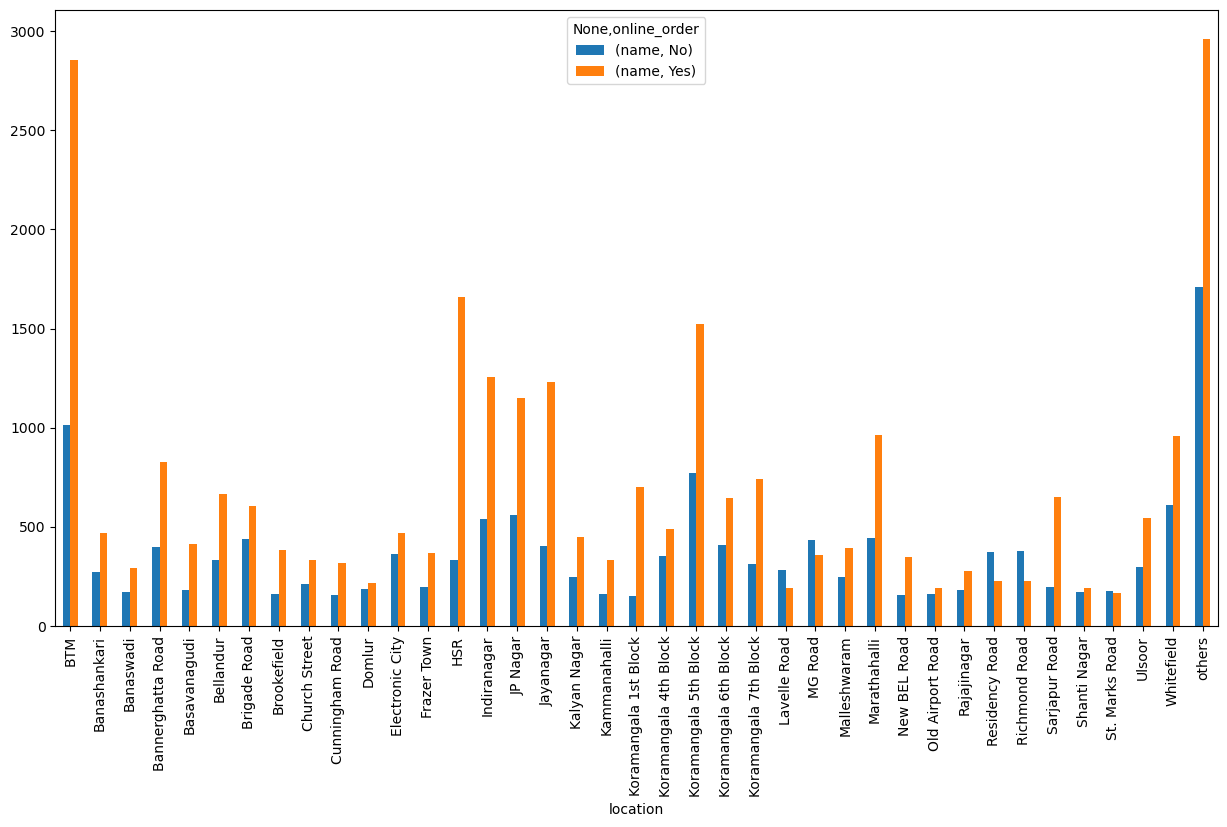 None,online_order
(name, No)
(name, Yes)
3000
2500
2000
1500
1000
500
0
BTM
Banashankari
Banaswadi
Bannerghatta Road
Basavanagudi
Bellandur
Brigade Road
Brookefield
Church Street
Cunningham Road
Domlur
Electronic City
Frazer Town
HSR
Indiranagar
JP Nagar
Jayanagar
Kalyan Nagar
Kammanahalli
Koramangala 1st Block
Koramangala 4th Block
Koramangala 5th Block
Koramangala 6th Block
Koramangala 7th Block
Lavelle Road
MG Road
Malleshwaram
Marathahalli
New BEL Road
Old Airport Road
Rajajinagar
Residency Road
Richmond Road
Sarjapur Road
Shanti Nagar
St. Marks Road
Ulsoor
Whitefield
others
location